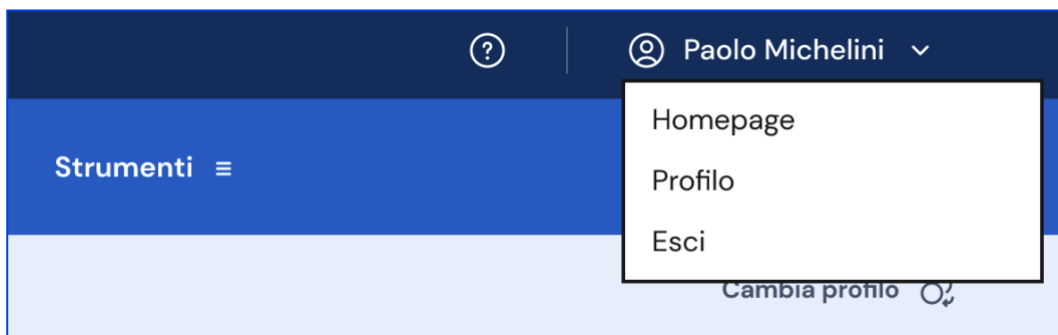 Paolo Michelini
Homepage
Strumenti
Profilo
Esci
Cambia profilo